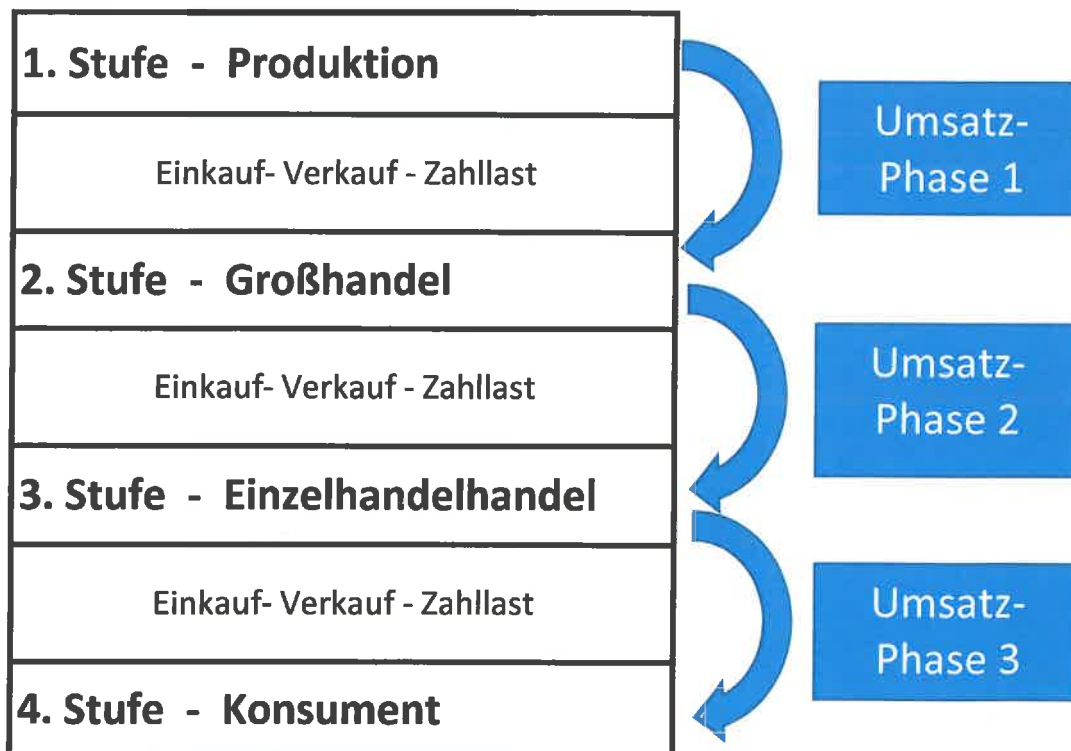 1. Stufe - Produktion
Umsatz-
Phase 1
Einkauf- Verkauf - Zahllast
2. Stufe - Großhandel
Umsatz-
Phase 2
Einkauf- Verkauf - Zahllast
3. Stufe - Einzelhandelhandel
Umsatz-
Phase 3
Einkauf- Verkauf - Zahllast
4. Stufe - Konsument